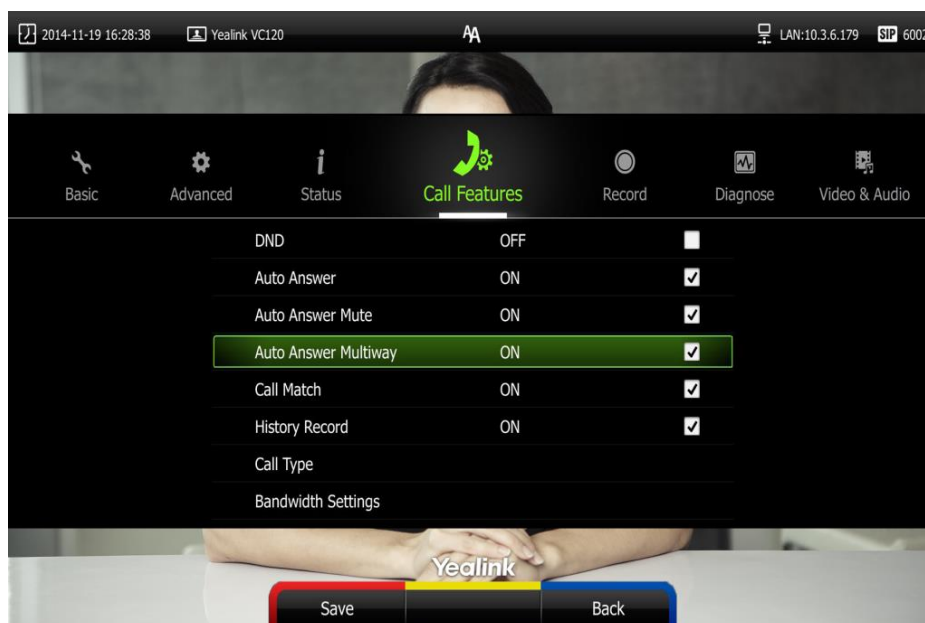 2014-11-19 16:28:38 Yealink VC120 AA LAN:10.3.6.179 SIP 6002
Basic Advanced Status Call Features Record Diagnose Video & Audio
DND OFF
Auto Answer ON
Auto Answer Mute ON
Auto Answer Multiway ON
Call Match ON
History Record ON
Call Type
Bandwidth Settings
Yealink
Save Back